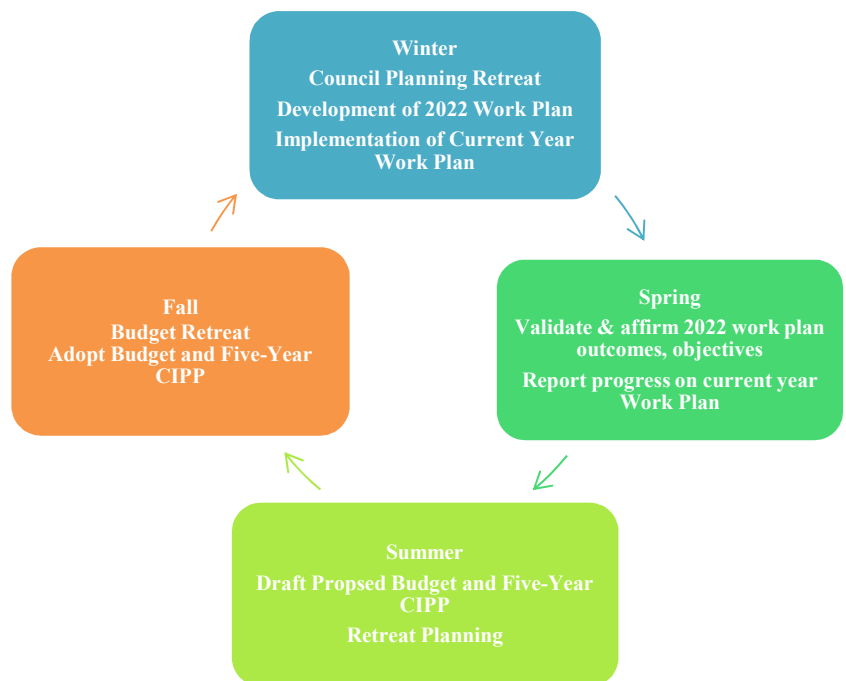 Winter
Council Planning Retreat
Development of 2022 Work Plan
Implementation of Current Year
Work Plan
Spring
Validate & affirm 2022 work plan
outcomes, objectives
Report progress on current year
Work Plan
Summer
Draft Propsed Budget and Five-Year
CIPP
Retreat Planning
Fall
Budget Retreat
Adopt Budget and Five-Year
CIPP